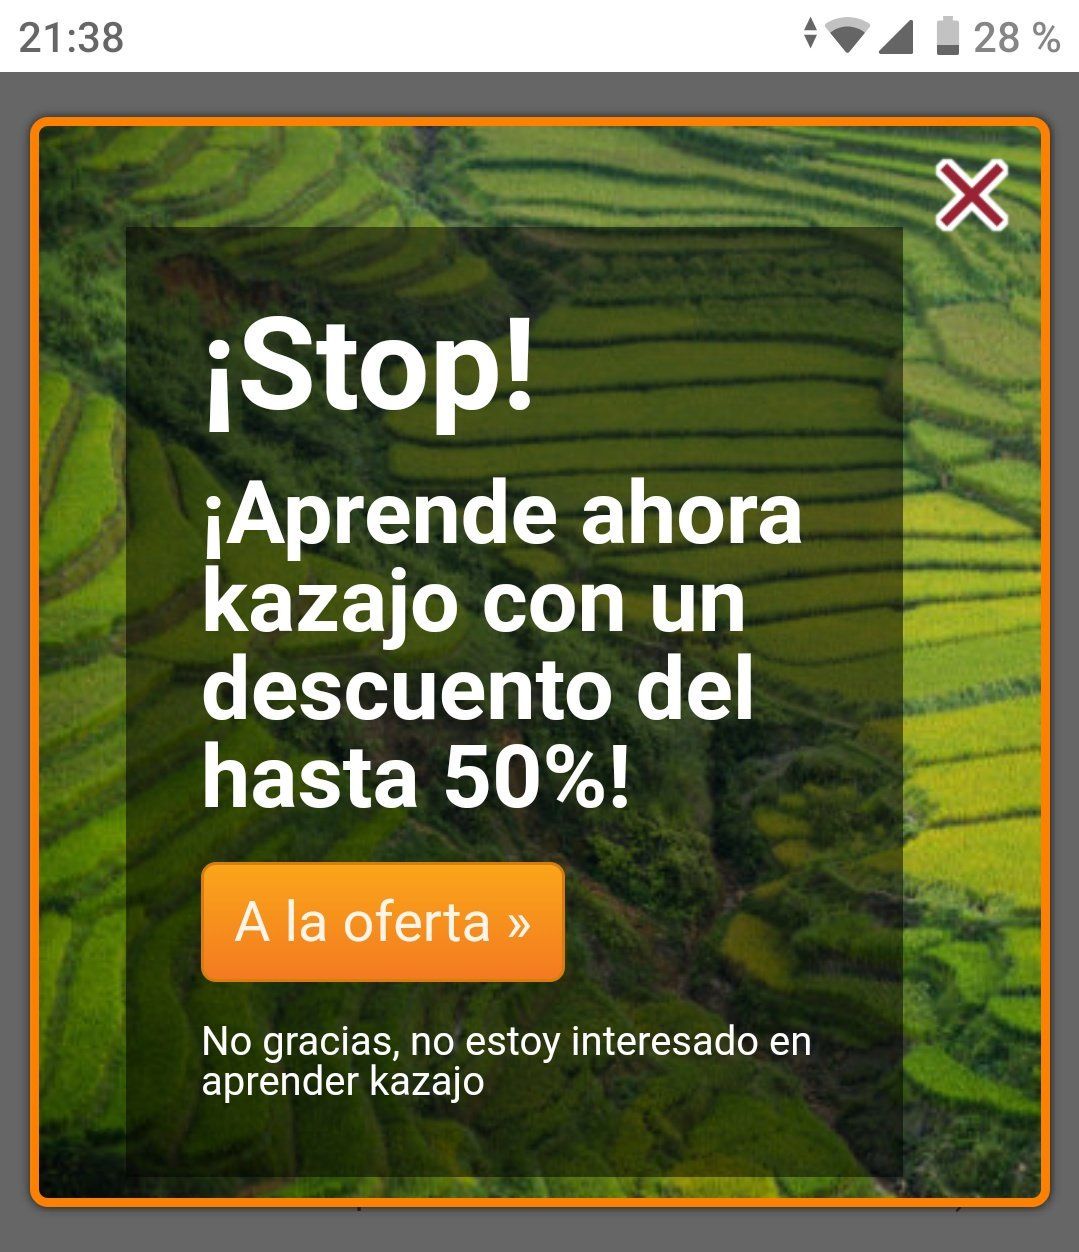 21:38
28 %
¡Stop!
¡Aprende ahora
kazajo con un
descuento del
hasta 50%!
A la oferta »
No gracias, no estoy interesado en
aprender kazajo